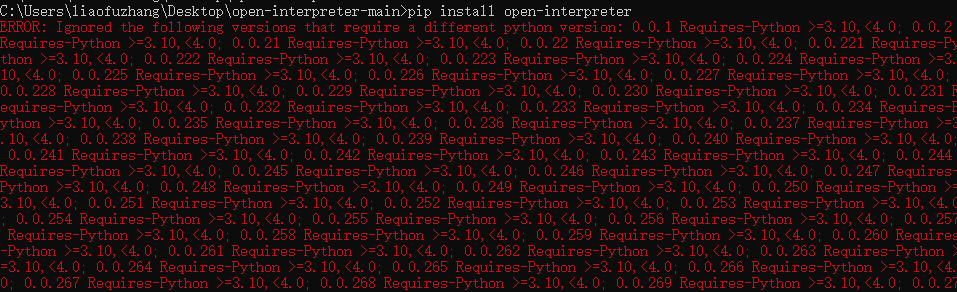 C:\Users\liaofuzhang\Desktop\open-interpreter-main>pip install open-interpreter
ERROR: Ignored the following versions that require a different python version: 0.0.1 Requires-Python >=3.10,<4.0; 0.0.2
Requires-Python >=3.10,<4.0; 0.0.21 Requires-Python >=3.10,<4.0; 0.0.22 Requires-Python >=3.10,<4.0; 0.0.221 Requires-Py
thon >=3.10,<4.0; 0.0.222 Requires-Python >=3.10,<4.0; 0.0.223 Requires-Python >=3.10,<4.0; 0.0.224 Requires-Python >=3.
10,<4.0; 0.0.225 Requires-Python >=3.10,<4.0; 0.0.226 Requires-Python >=3.10,<4.0; 0.0.227 Requires-Python >=3.10,<4.0;
0.0.228 Requires-Python >=3.10,<4.0; 0.0.229 Requires-Python >=3.10,<4.0; 0.0.230 Requires-Python >=3.10,<4.0; 0.0.231 R
equires-Python >=3.10,<4.0; 0.0.232 Requires-Python >=3.10,<4.0; 0.0.233 Requires-Python >=3.10,<4.0; 0.0.234 Requires-P
ython >=3.10,<4.0; 0.0.235 Requires-Python >=3.10,<4.0; 0.0.236 Requires-Python >=3.10,<4.0; 0.0.237 Requires-Python >=3
.10,<4.0; 0.0.238 Requires-Python >=3.10,<4.0; 0.0.239 Requires-Python >=3.10,<4.0; 0.0.240 Requires-Python >=3.10,<4.0;
 0.0.241 Requires-Python >=3.10,<4.0; 0.0.242 Requires-Python >=3.10,<4.0; 0.0.243 Requires-Python >=3.10,<4.0; 0.0.244
Requires-Python >=3.10,<4.0; 0.0.245 Requires-Python >=3.10,<4.0; 0.0.246 Requires-Python >=3.10,<4.0; 0.0.247 Requires-
Python >=3.10,<4.0; 0.0.248 Requires-Python >=3.10,<4.0; 0.0.249 Requires-Python >=3.10,<4.0; 0.0.250 Requires-Python >=
3.10,<4.0; 0.0.251 Requires-Python >=3.10,<4.0; 0.0.252 Requires-Python >=3.10,<4.0; 0.0.253 Requires-Python >=3.10,<4.0
; 0.0.254 Requires-Python >=3.10,<4.0; 0.0.255 Requires-Python >=3.10,<4.0; 0.0.256 Requires-Python >=3.10,<4.0; 0.0.257
 Requires-Python >=3.10,<4.0; 0.0.258 Requires-Python >=3.10,<4.0; 0.0.259 Requires-Python >=3.10,<4.0; 0.0.260 Requires
-Python >=3.10,<4.0; 0.0.261 Requires-Python >=3.10,<4.0; 0.0.262 Requires-Python >=3.10,<4.0; 0.0.263 Requires-Python >
=3.10,<4.0; 0.0.264 Requires-Python >=3.10,<4.0; 0.0.265 Requires-Python >=3.10,<4.0; 0.0.266 Requires-Python >=3.10,<4.
0; 0.0.267 Requires-Python >=3.10,<4.0; 0.0.268 Requires-Python >=3.10,<4.0; 0.0.269 Requires-Python >=3.10,<4.0; 0.0.27